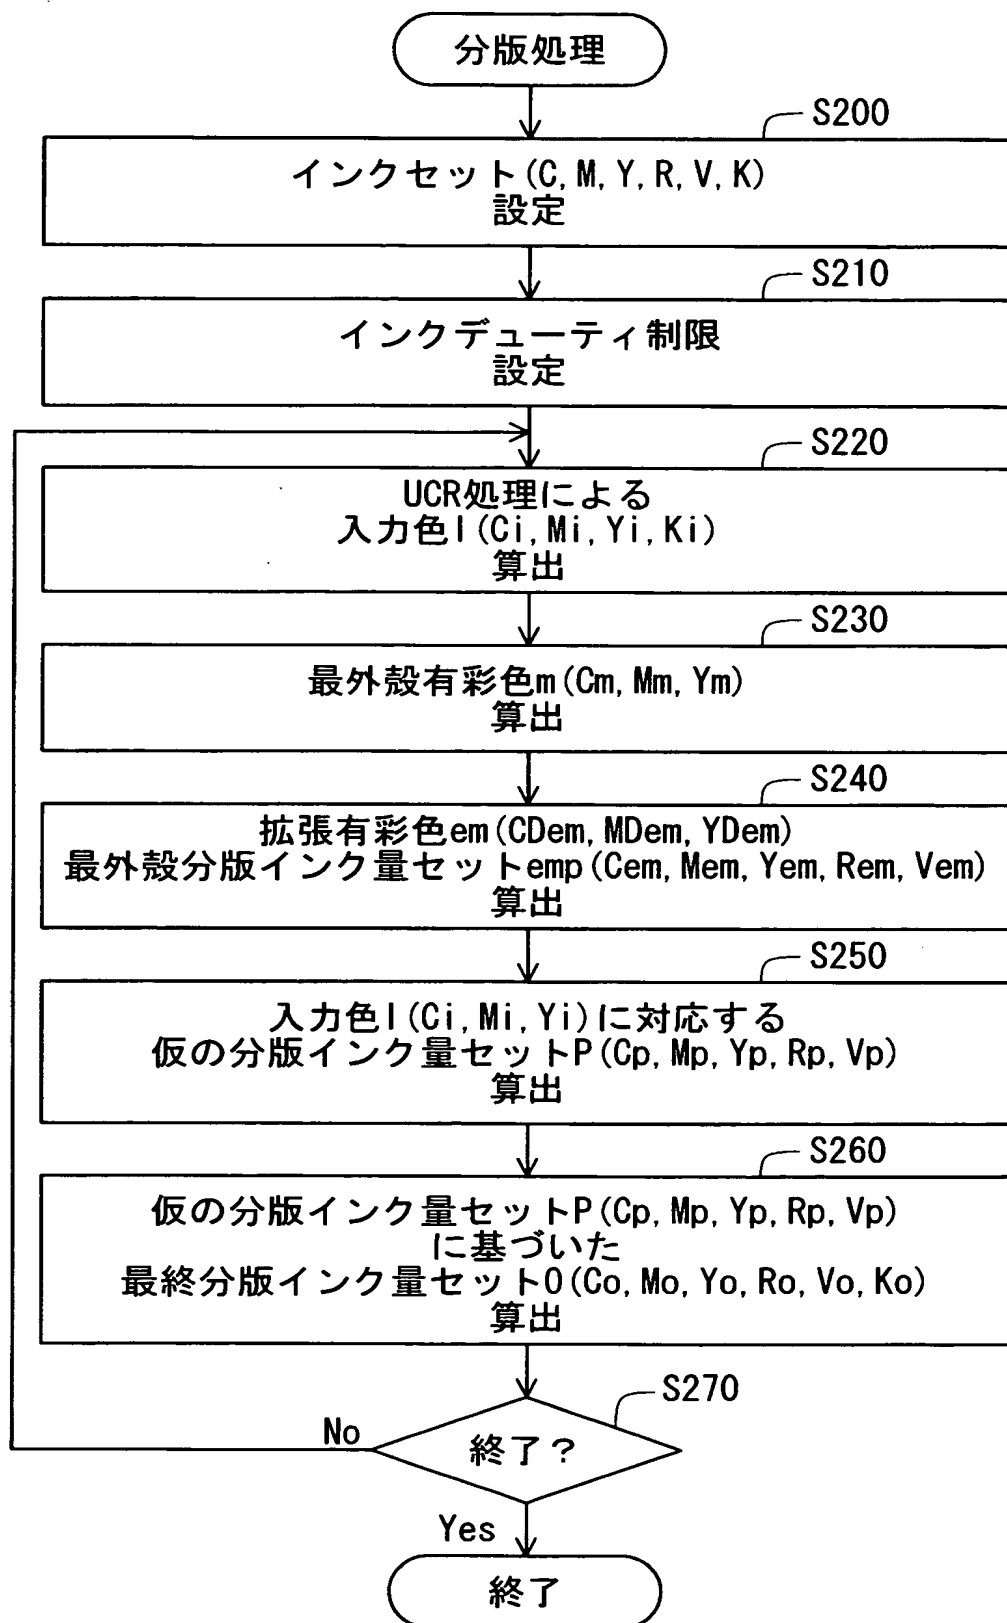 分版処理
S200
インクセット(C, M, Y, R, V, K)
設定
S210
インクデューティ制限
設定
S220
UCR処理による
入力色I(Ci, Mi, Yi, Ki)
算出
S230
最外殻有彩色m(Cm, Mm, Ym)
算出
S240
拡張有彩色em(CDem, MDem, YDem)
最外殻分版インク量セットemp(Cem, Mem, Yem, Rem, Vem)
算出
S250
入力色I(Ci, Mi, Yi)に対応する
仮の分版インク量セットP(Cp, Mp, Yp, Rp, Vp)
算出
S260
仮の分版インク量セットP(Cp, Mp, Yp, Rp, Vp)
に基づいた
最終分版インク量セットO(Co, Mo, Yo, Ro, Vo, Ko)
算出
S270
No
終了？
Yes
終了